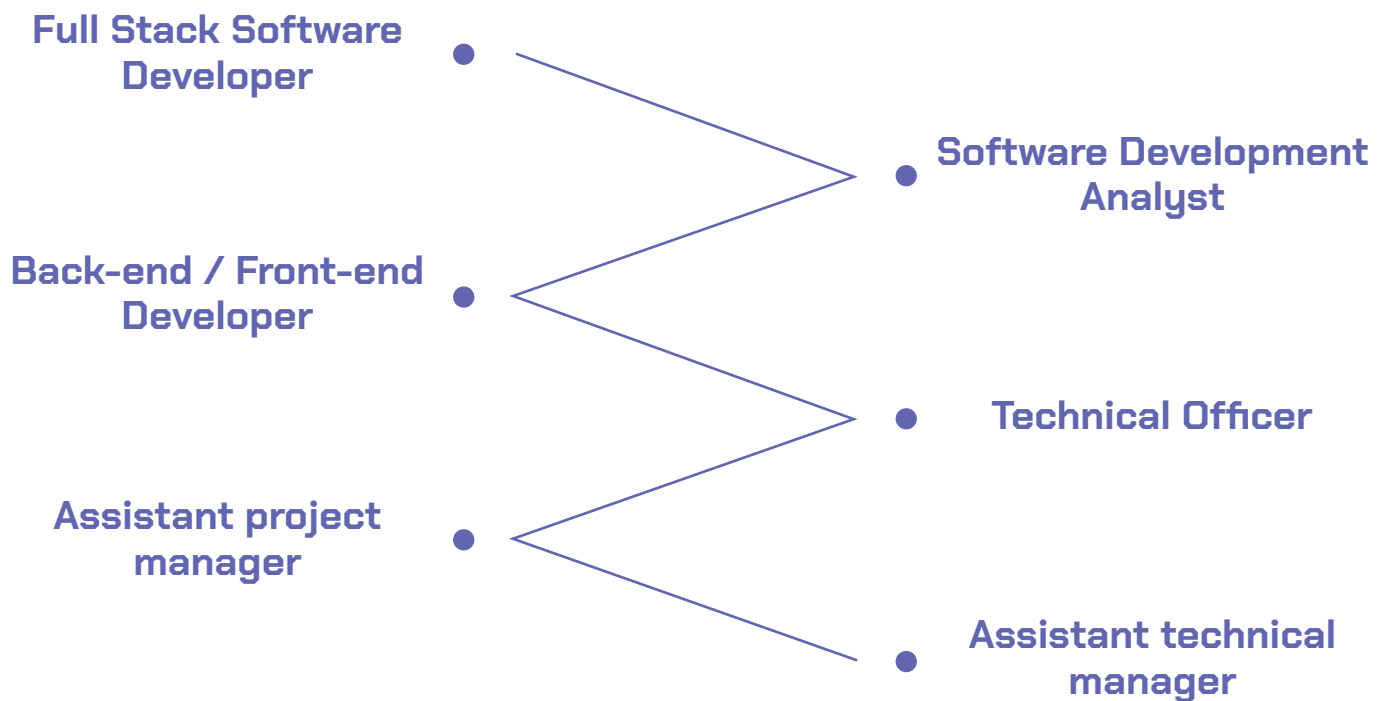 Full Stack Software
Developer
Software Development
Analyst
Back-end / Front-end
Developer
Technical Officer
Assistant project
manager
Assistant technical
manager